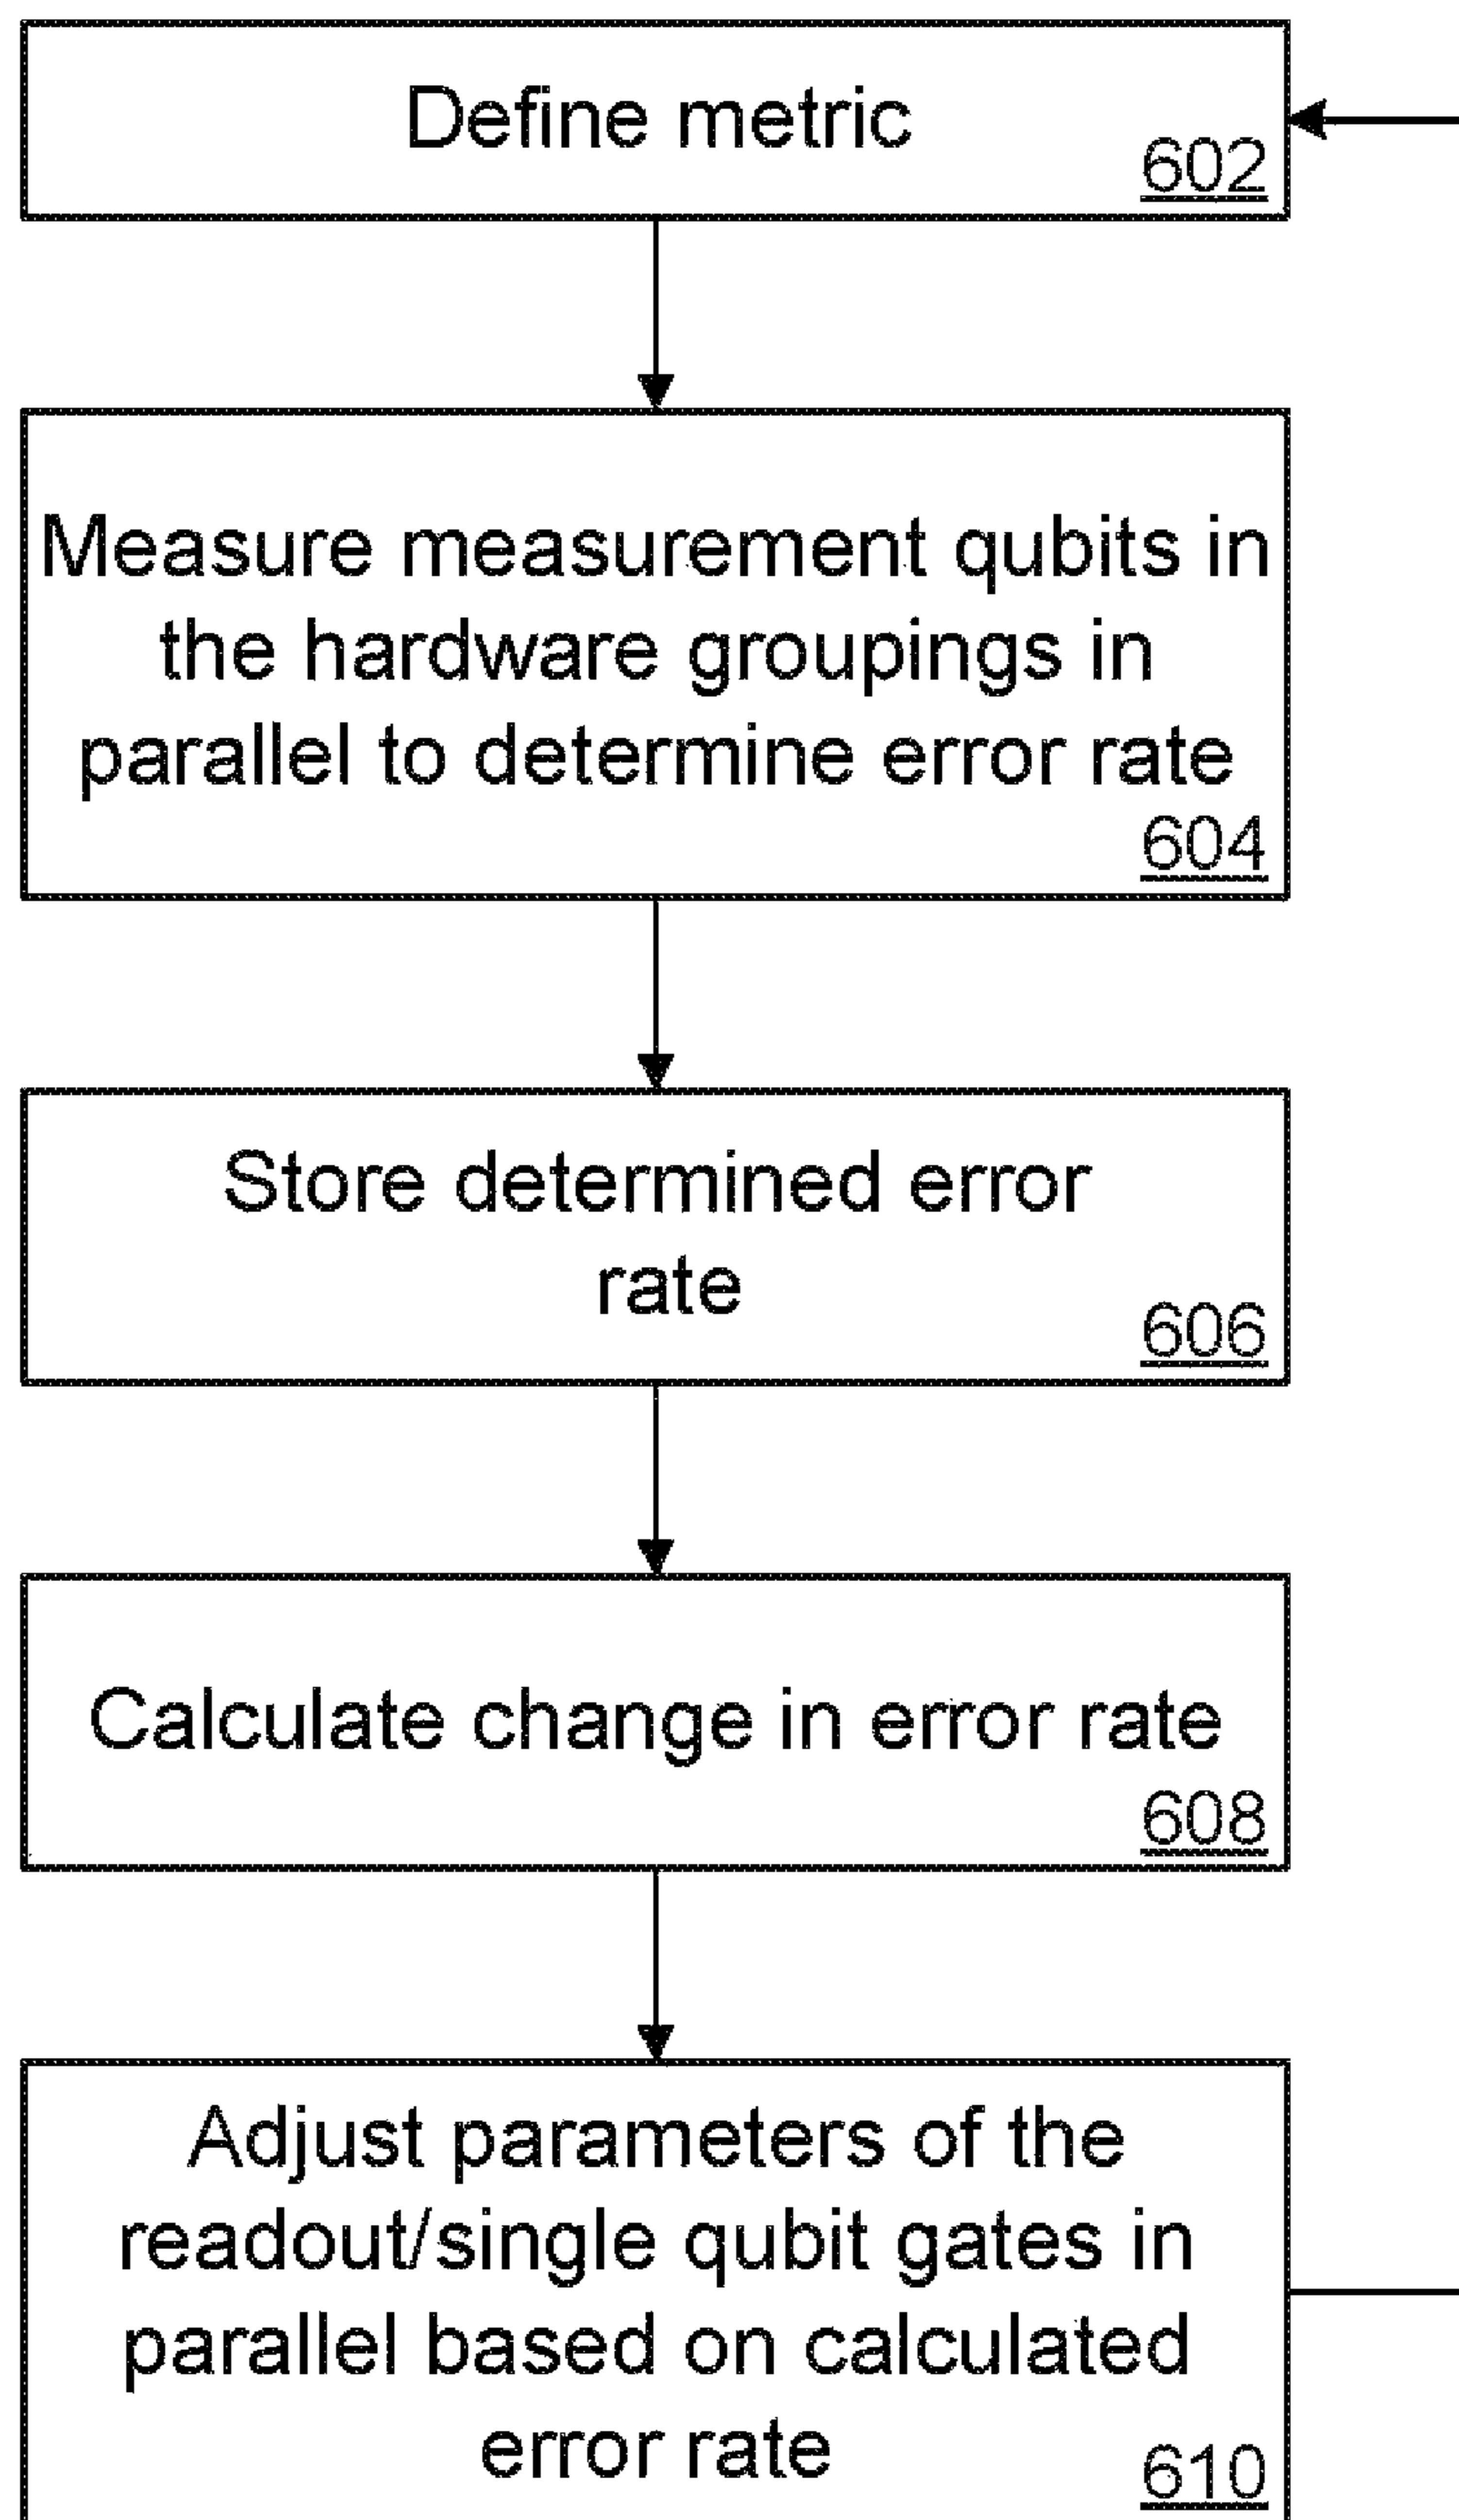 Define metric
602
Measure measurement qubits in
the hardware groupings in
parallel to determine error rate
604
Store determined error
rate
606
Calculate change in error rate
608
Adjust parameters of the
readout/single qubit gates in
parallel based on calculated
error rate
610